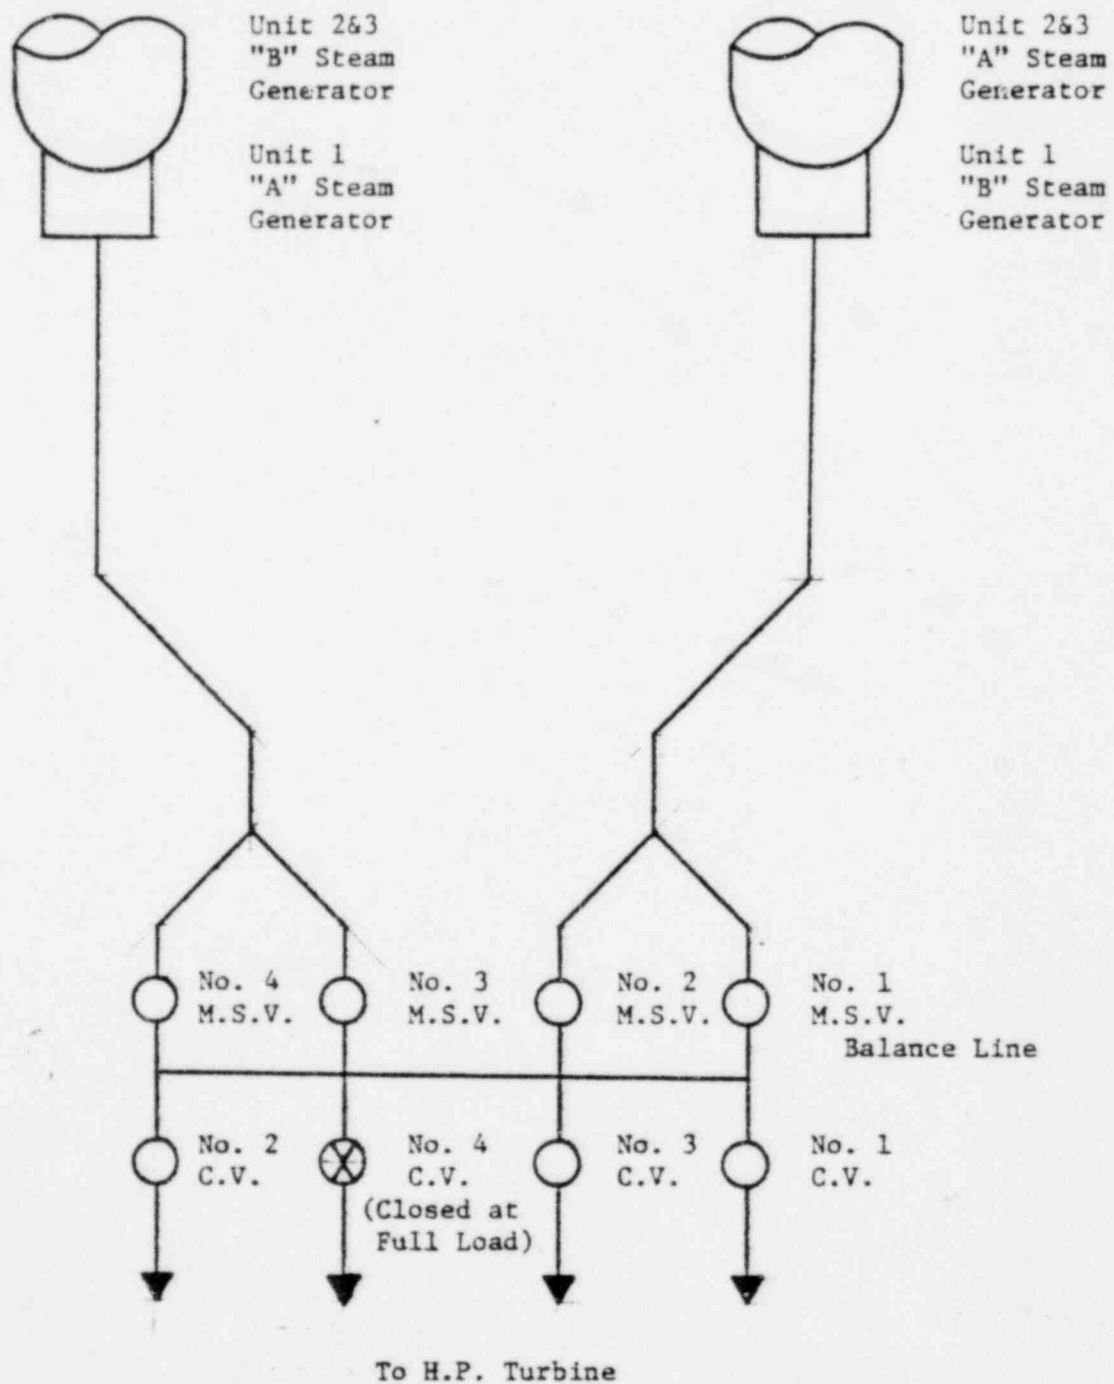 Unit 2&3
"B" Steam
Generator
Unit 1
"A" Steam
Generator
Unit 2&3
"A" Steam
Generator
Unit 1
"B" Steam
Generator
No. 4
M.S.V.
No. 3
M.S.V.
No. 2
M.S.V.
No. 1
M.S.V.
Balance Line
No. 2
C.V.
No. 4
C.V.
(Closed at
Full Load)
No. 3
C.V.
No. 1
C.V.
To H.P. Turbine